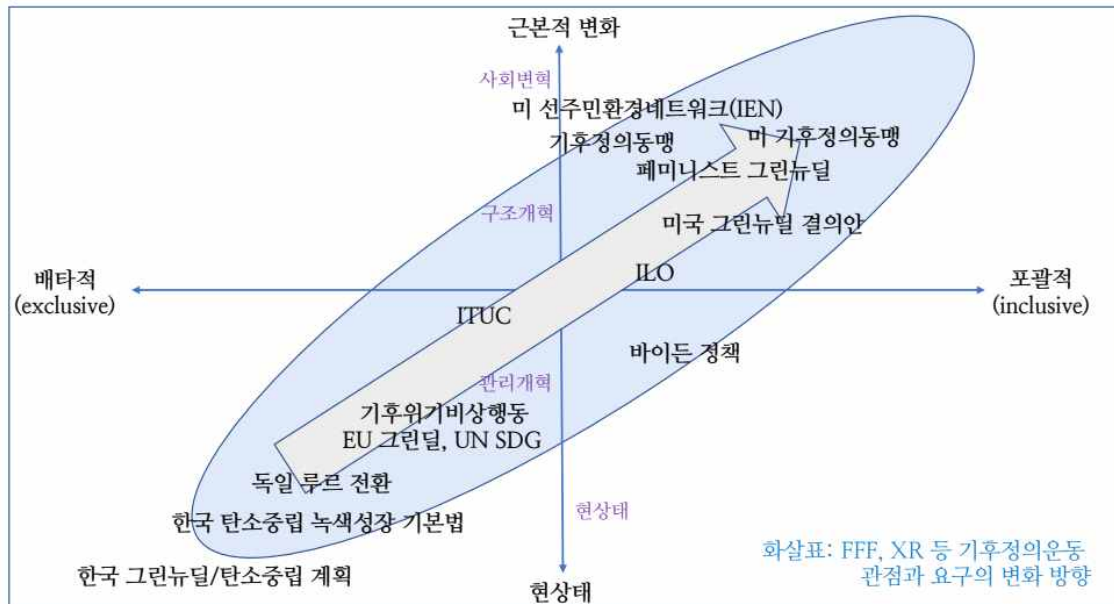 근본적 변화
사회변혁
미 선주민환경네트워크(IEN)
기후정의동맹
미 기후정의동맹
페미니스트 그린뉴딜
구조개혁
미국 그린뉴딜 결의안
배타적
(exclusive)
ILO
포괄적
(inclusive)
ITUC
바이든 정책
관리개혁
기후위기비상행동
EU 그린딜, UN SDG
독일 루르 전환
한국 탄소중립 녹색성장 기본법
현상태
한국 그린뉴딜/탄소중립 계획
현상태
화살표: FFF, XR 등 기후정의운동
관점과 요구의 변화 방향